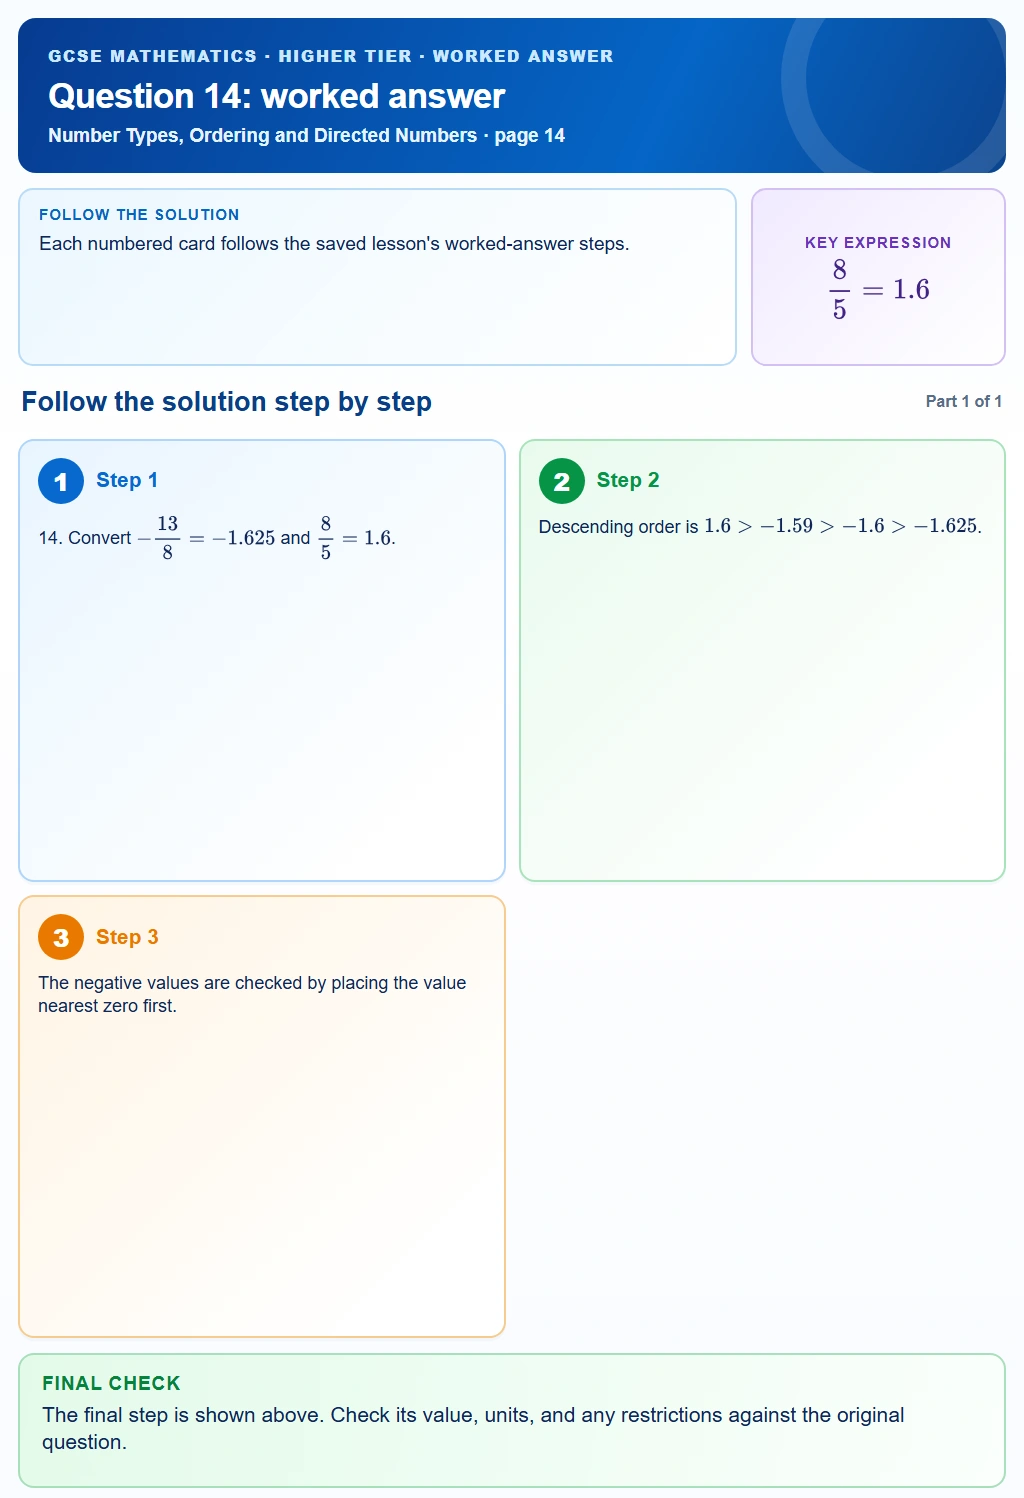 GCSE MATHEMATICS · HIGHER TIER · WORKED ANSWER
Question 14: worked answer
Number Types, Ordering and Directed Numbers · page 14
FOLLOW THE SOLUTION
Each numbered card follows the saved lesson's worked-answer steps.
KEY EXPRESSION
8/5 = 1.6
Follow the solution step by step
Part 1 of 1
1 Step 1
14. Convert −13/8 = −1.625 and 8/5 = 1.6.
2 Step 2
Descending order is 1.6 > −1.59 > −1.6 > −1.625.
3 Step 3
The negative values are checked by placing the value
nearest zero first.
FINAL CHECK
The final step is shown above. Check its value, units, and any restrictions against the original
question.